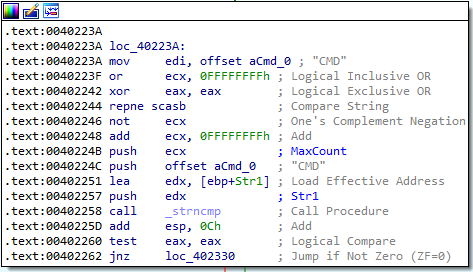 .text:0040223A
.text:0040223A loc_40223A:
.text:0040223A mov     edi, offset aCmd_0 ; "CMD"
.text:0040223F or      ecx, 0FFFFFFFFh ; Logical Inclusive OR
.text:00402242 xor     eax, eax        ; Logical Exclusive OR
.text:00402244 repne scasb             ; Compare String
.text:00402246 not     ecx             ; One's Complement Negation
.text:00402248 add     ecx, 0FFFFFFFFh ; Add
.text:0040224B push    ecx             ; MaxCount
.text:0040224C push    offset aCmd_0   ; "CMD"
.text:00402251 lea     edx, [ebp+Str1] ; Load Effective Address
.text:00402257 push    edx             ; Str1
.text:00402258 call    _strncmp        ; Call Procedure
.text:0040225D add     esp, 0Ch        ; Add
.text:00402260 test    eax, eax        ; Logical Compare
.text:00402262 jnz     loc_402330      ; Jump if Not Zero (ZF=0)